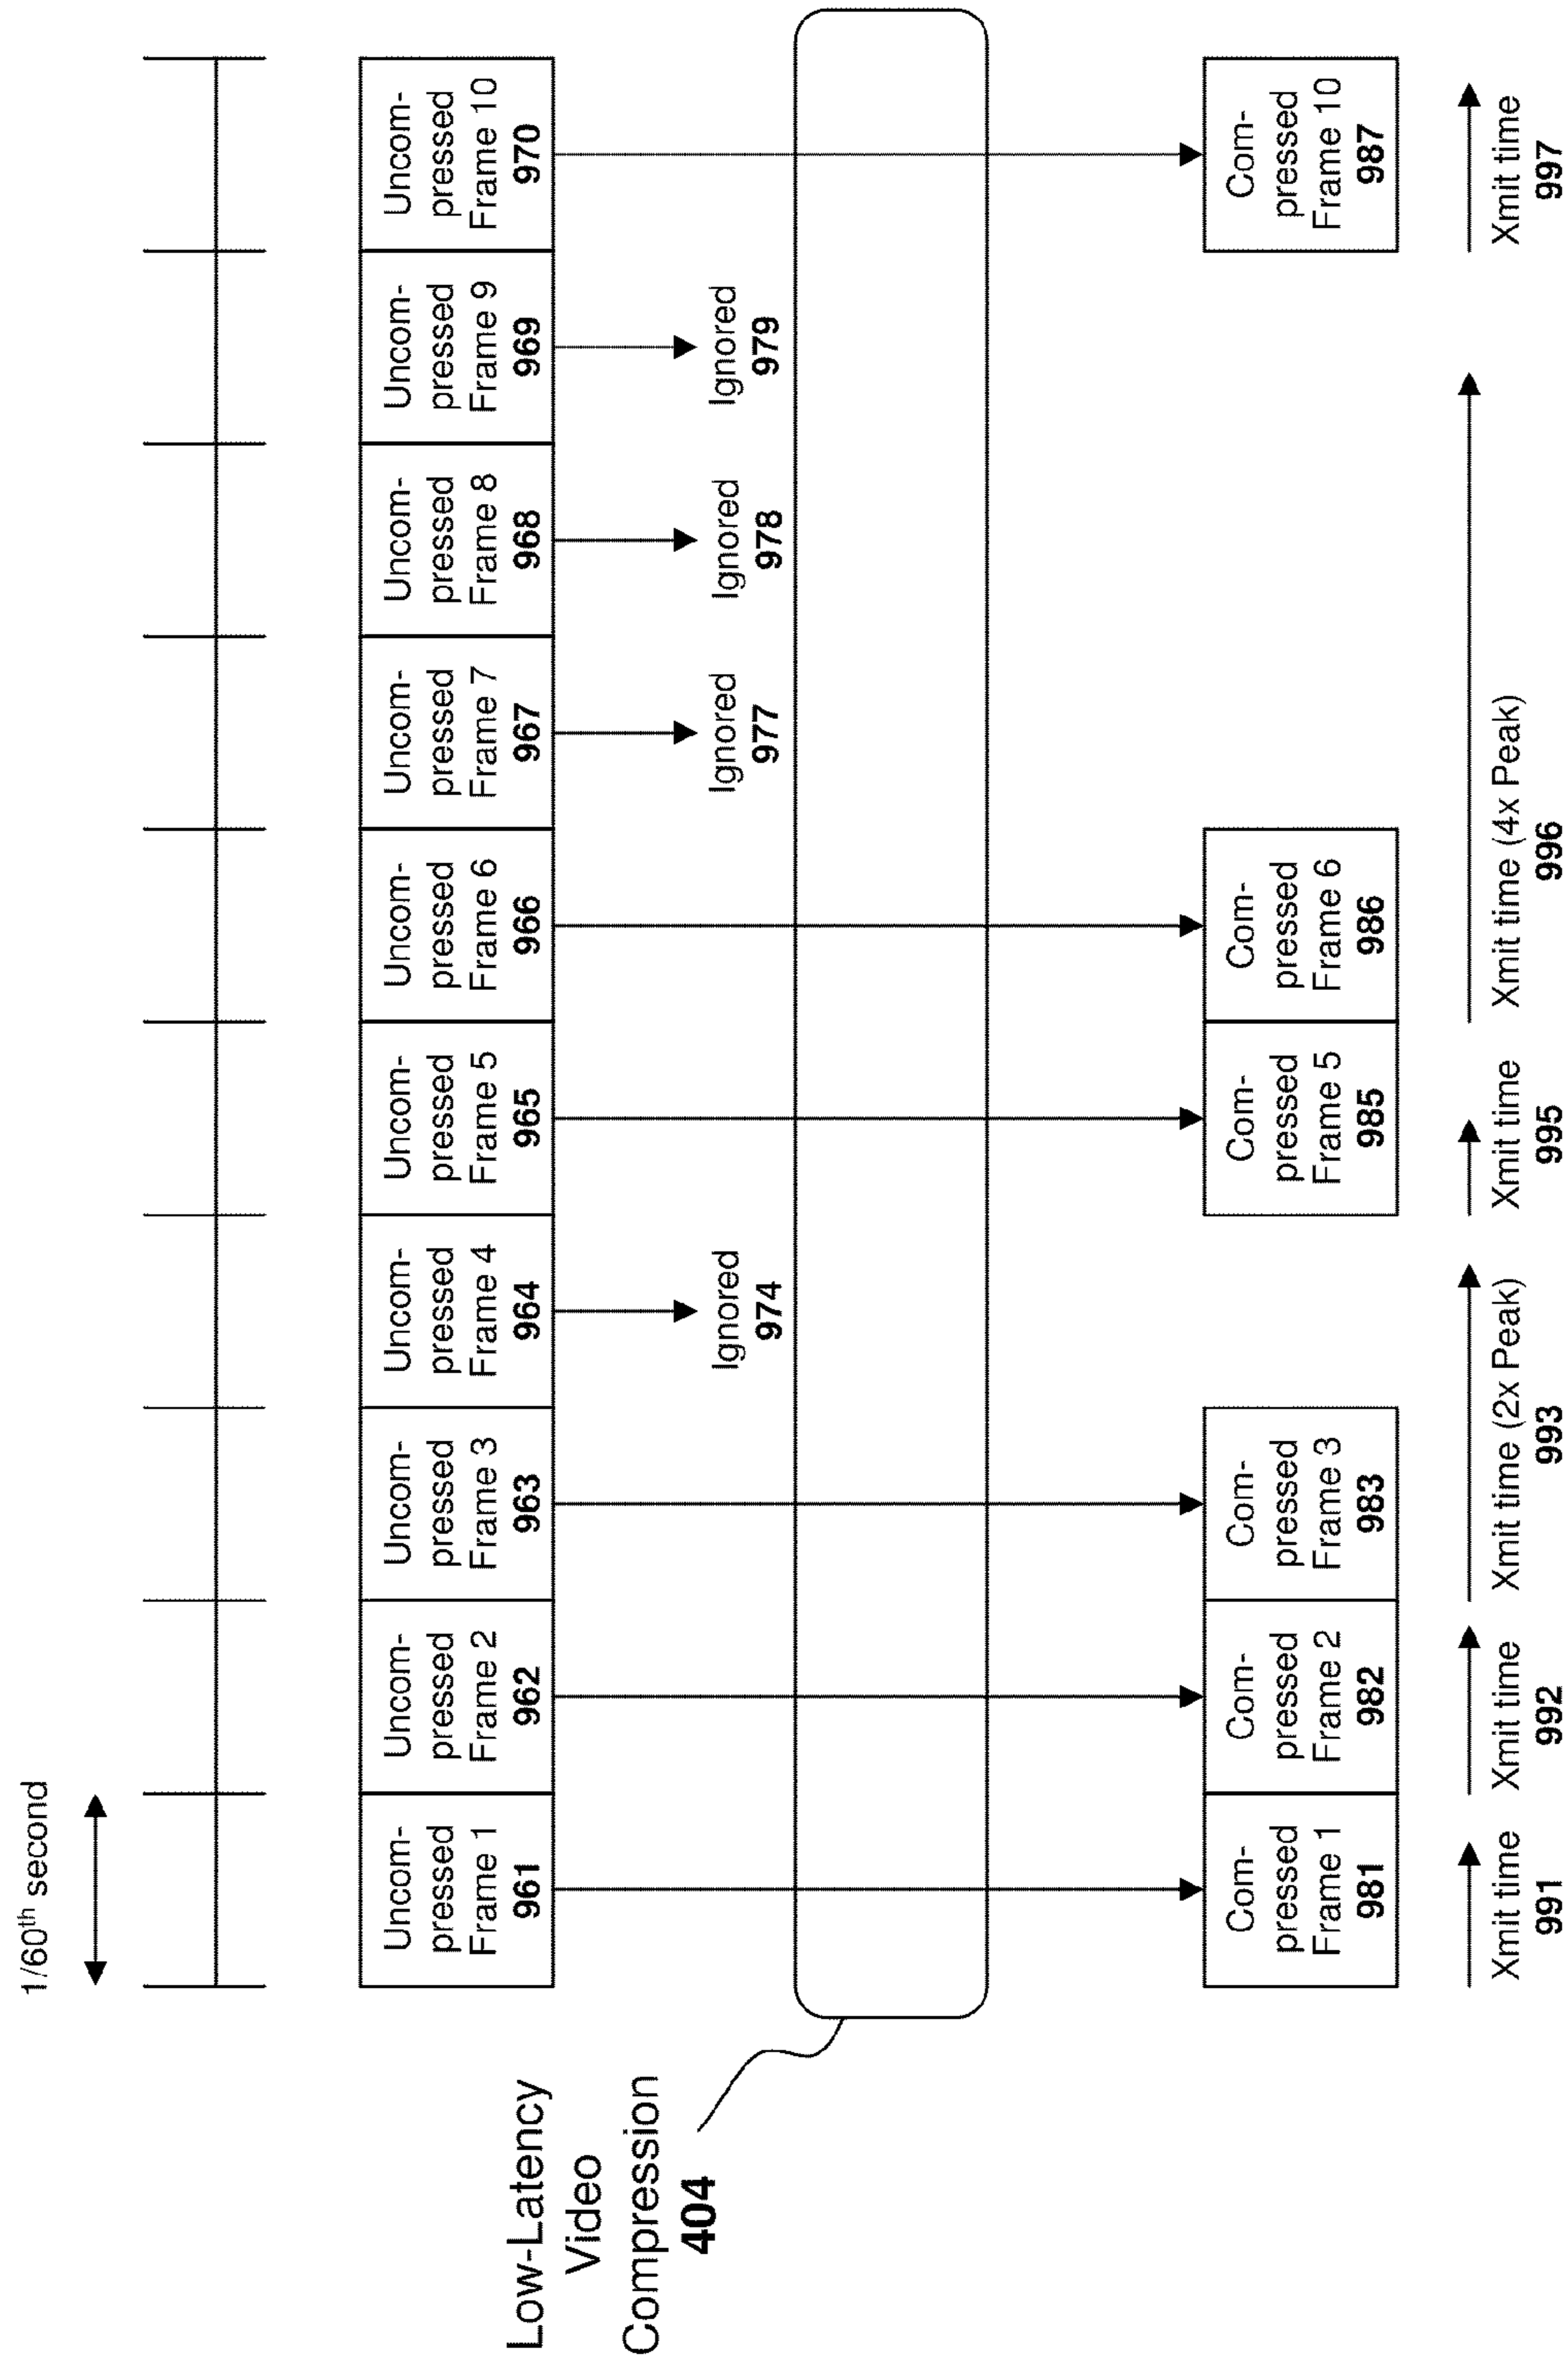 1/60th second
Uncom-
pressed
Frame 1
961
Uncom-
pressed
Frame 2
962
Uncom-
pressed
Frame 3
963
Uncom-
pressed
Frame 4
964
Uncom-
pressed
Frame 5
965
Uncom-
pressed
Frame 6
966
Uncom-
pressed
Frame 7
967
Uncom-
pressed
Frame 8
968
Uncom-
pressed
Frame 9
969
Uncom-
pressed
Frame 10
970
Ignored
974
Ignored
977
Ignored
978
Ignored
979
Low-Latency
Video
Compression
404
Com-
pressed
Frame 1
981
Com-
pressed
Frame 2
982
Com-
pressed
Frame 3
983
Com-
pressed
Frame 5
985
Com-
pressed
Frame 6
986
Com-
pressed
Frame 10
987
Xmit time
991
Xmit time
992
Xmit time (2x Peak)
993
Xmit time
995
Xmit time (4x Peak)
996
Xmit time
997